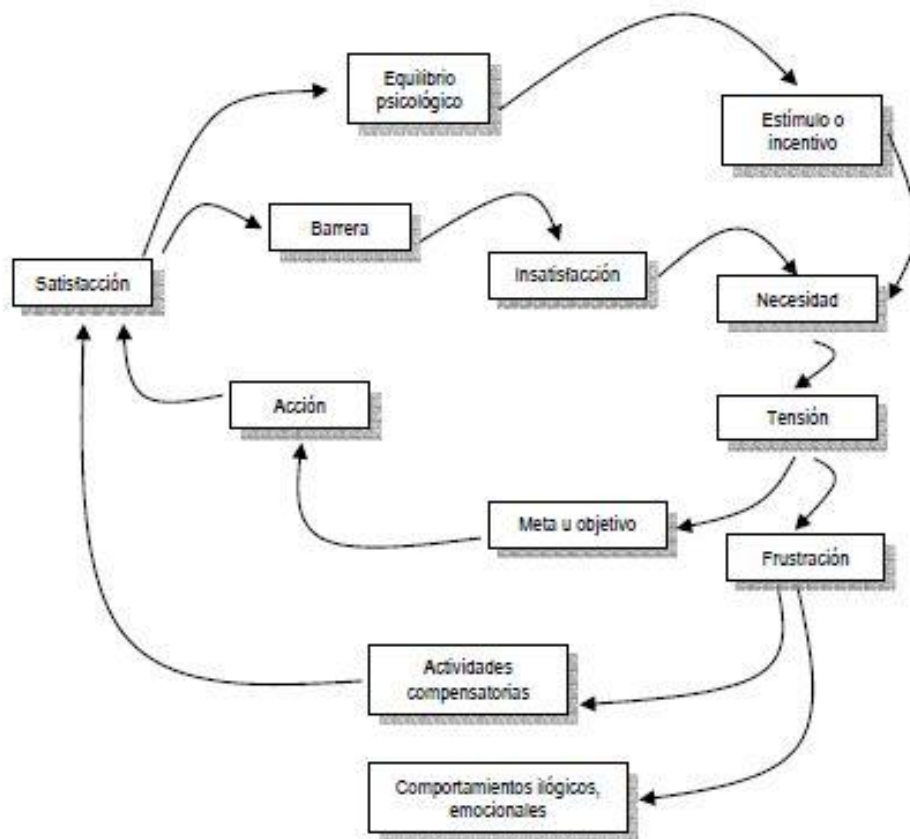 Equilibrio
psicológico
Estímulo o
incentivo
Barrera
Insatisfacción
Satisfacción
Necesidad
Acción
Tensión
Meta u objetivo
Frustración
Actividades
compensatorias
Comportamientos ilógicos,
emocionales